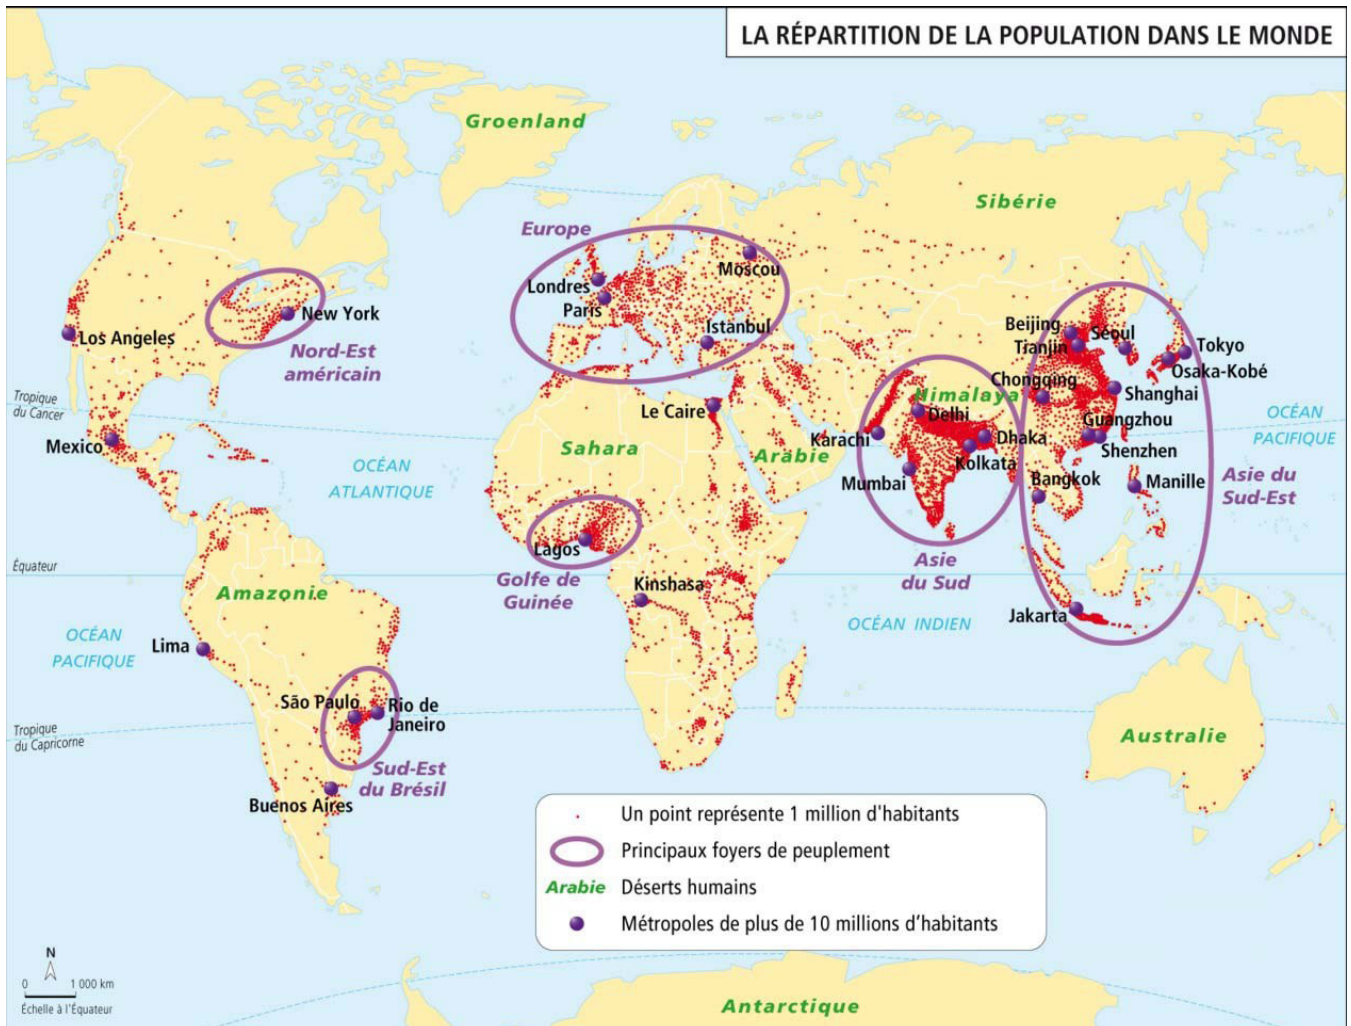 LA RÉPARTITION DE LA POPULATION DANS LE MONDE
Groenland
Sibérie
Europe
Moscou
Londres
Paris
Istanbul
New York
Los Angeles
Nord-Est
américain
Beijing
Séoul
Tianjin
Tokyo
Osaka-Kobé
Chongqing
Shanghai
Himalaya
Tropique
du Cancer
Le Caire
Delhi
Guangzhou
OCÉAN
PACIFIQUE
Mexico
Karachi
Dhaka
Sahara
Arabie
Shenzhen
Kolkata
OCÉAN
ATLANTIQUE
Mumbai
Bangkok
Manille
Asie du
Sud-Est
Lagos
Asie
du Sud
Équateur
Golfe de
Guinée
Kinshasa
Amazonie
Jakarta
OCÉAN INDIEN
OCÉAN
PACIFIQUE
Lima
São Paulo
Rio de
Janeiro
Tropique
du Capricorne
Australie
Sud-Est
du Brésil
Buenos Aires
Un point représente 1 million d'habitants
Principaux foyers de peuplement
Arabie Déserts humains
Métropoles de plus de 10 millions d'habitants
N
0 1 000 km
Échelle à l'Équateur
Antarctique